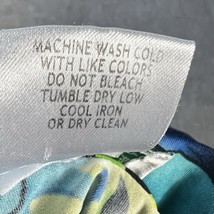 MACHINE WASH COLD
WITH LIKE COLORS
DO NOT BLEACH
TUMBLE DRY LOW
COOL IRON
OR DRY CLEAN